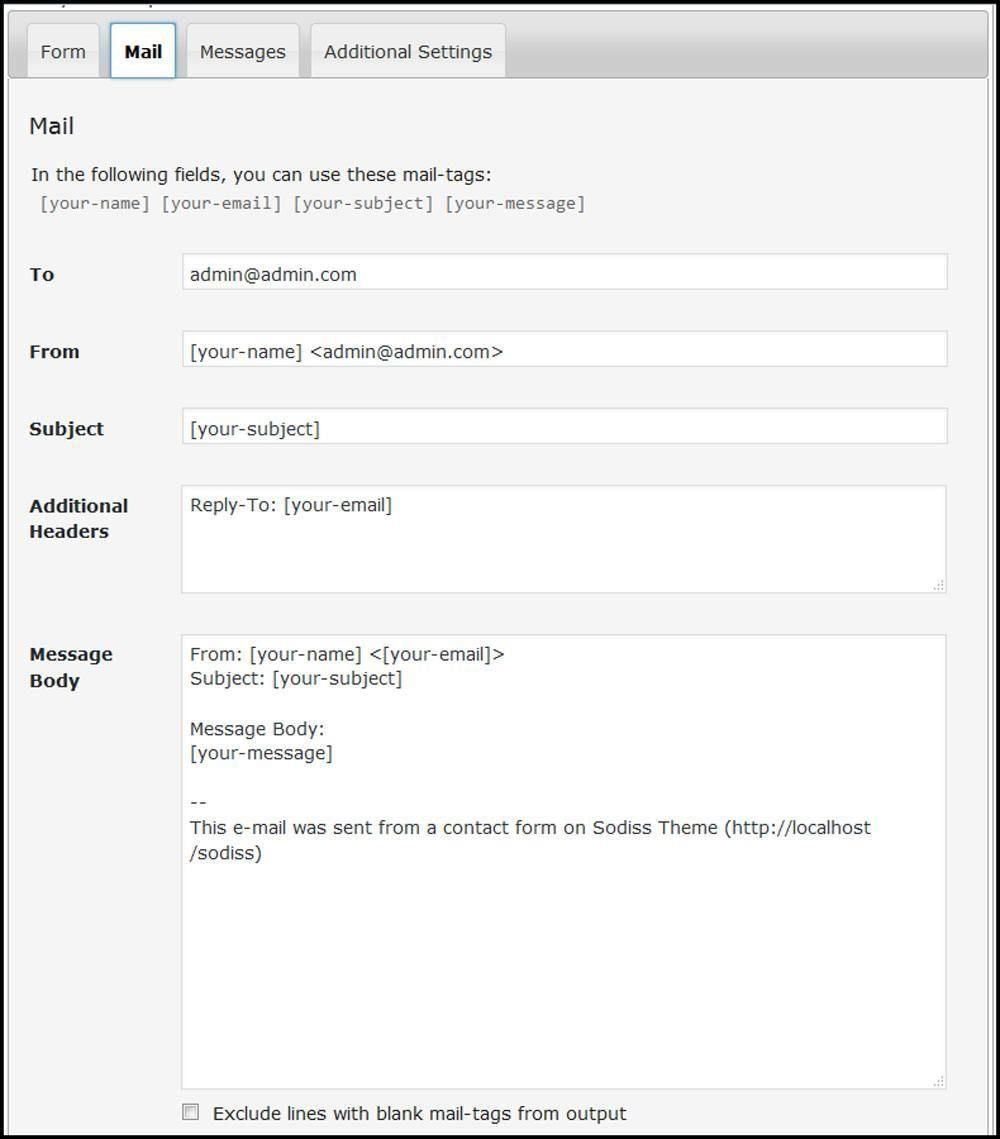 Form Mail Messages Additional Settings
Mail
In the following fields, you can use these mail-tags:
[your-name] [your-email] [your-subject] [your-message]
To
admin@admin.com
From
[your-name] <admin@admin.com>
Subject
[your-subject]
Additional
Headers
Reply-To: [your-email]
Message
Body
From: [your-name] <[your-email]>
Subject: [your-subject]
Message Body:
[your-message]
--
This e-mail was sent from a contact form on Sodiss Theme (http://localhost
/sodiss)
Exclude lines with blank mail-tags from output